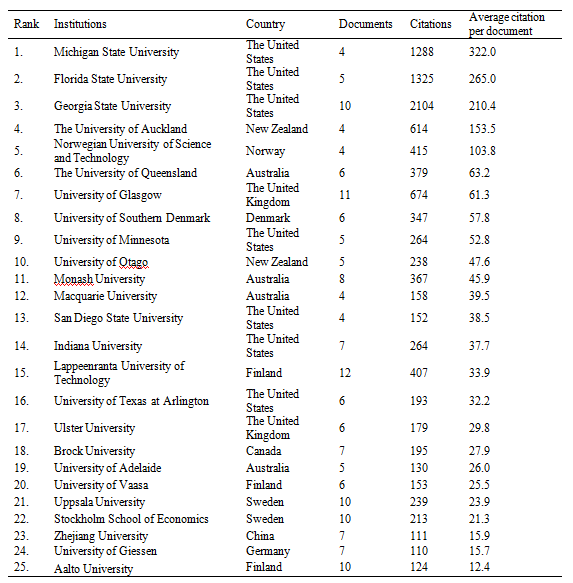 Rank Institutions Country Documents Citations Average citation per document
1. Michigan State University The United States 4 1288 322.0
2. Florida State University The United States 5 1325 265.0
3. Georgia State University The United States 10 2104 210.4
4. The University of Auckland New Zealand 4 614 153.5
5. Norwegian University of Science and Technology Norway 4 415 103.8
6. The University of Queensland Australia 6 379 63.2
7. University of Glasgow The United Kingdom 11 674 61.3
8. University of Southern Denmark Denmark 6 347 57.8
9. University of Minnesota The United States 5 264 52.8
10. University of Otago New Zealand 5 238 47.6
11. Monash University Australia 8 367 45.9
12. Macquarie University Australia 4 158 39.5
13. San Diego State University The United States 4 152 38.5
14. Indiana University The United States 7 264 37.7
15. Lappeenranta University of Technology Finland 12 407 33.9
16. University of Texas at Arlington The United States 6 193 32.2
17. Ulster University The United Kingdom 6 179 29.8
18. Brock University Canada 7 195 27.9
19. University of Adelaide Australia 5 130 26.0
20. University of Vaasa Finland 6 153 25.5
21. Uppsala University Sweden 10 239 23.9
22. Stockholm School of Economics Sweden 10 213 21.3
23. Zhejiang University China 7 111 15.9
24. University of Giessen Germany 7 110 15.7
25. Aalto University Finland 10 124 12.4